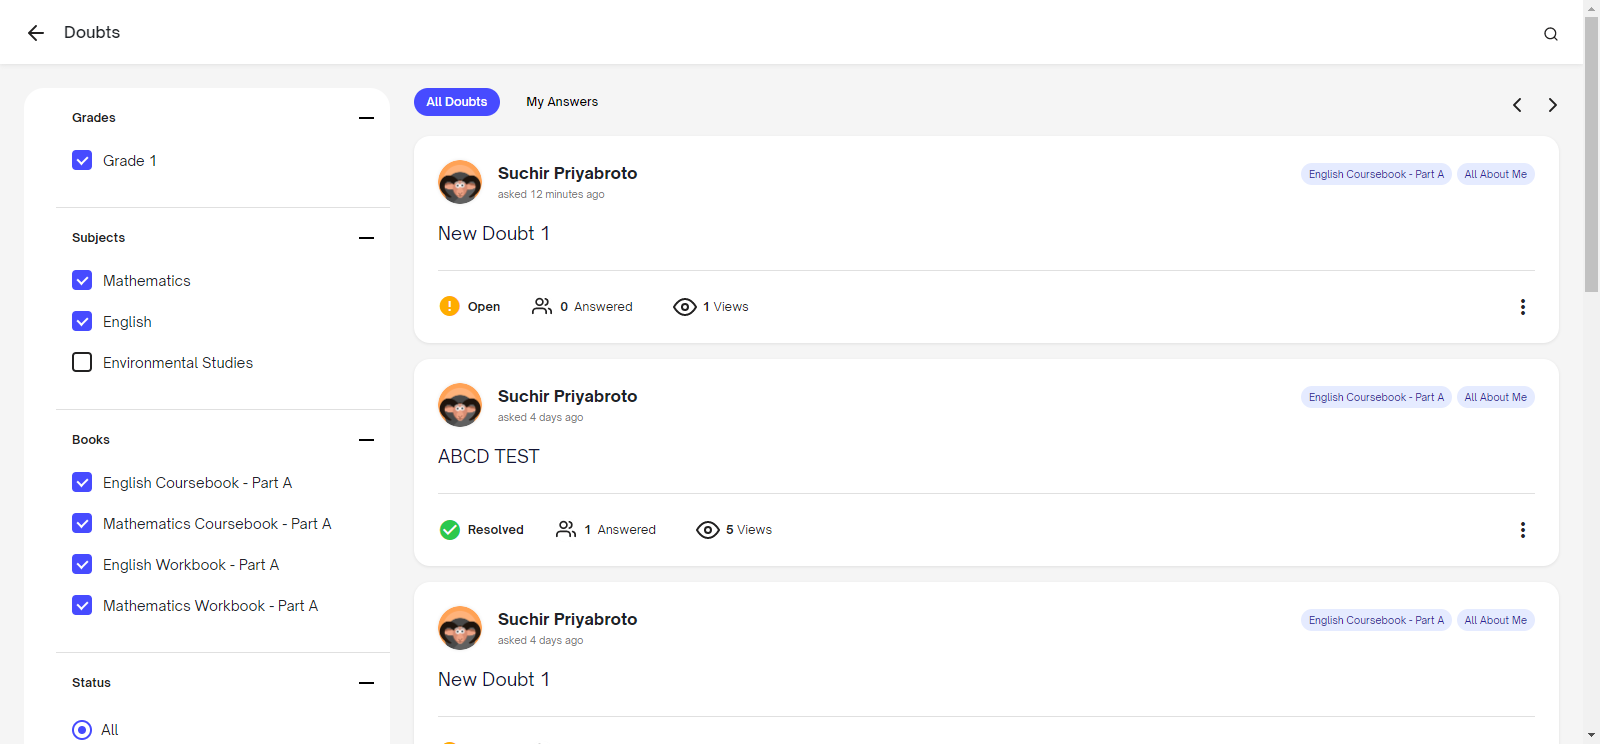 Doubts
Grades
Grade 1
Subjects
Mathematics
English
Environmental Studies
Books
English Coursebook - Part A
Mathematics Coursebook - Part A
English Workbook - Part A
Mathematics Workbook - Part A
Status
All
All Doubts My Answers
Suchir Priyabroto
asked 12 minutes ago
English Coursebook - Part A All About Me
New Doubt 1
Open 0 Answered 1 Views
Suchir Priyabroto
asked 4 days ago
English Coursebook - Part A All About Me
ABCD TEST
Resolved 1 Answered 5 Views
Suchir Priyabroto
asked 4 days ago
English Coursebook - Part A All About Me
New Doubt 1